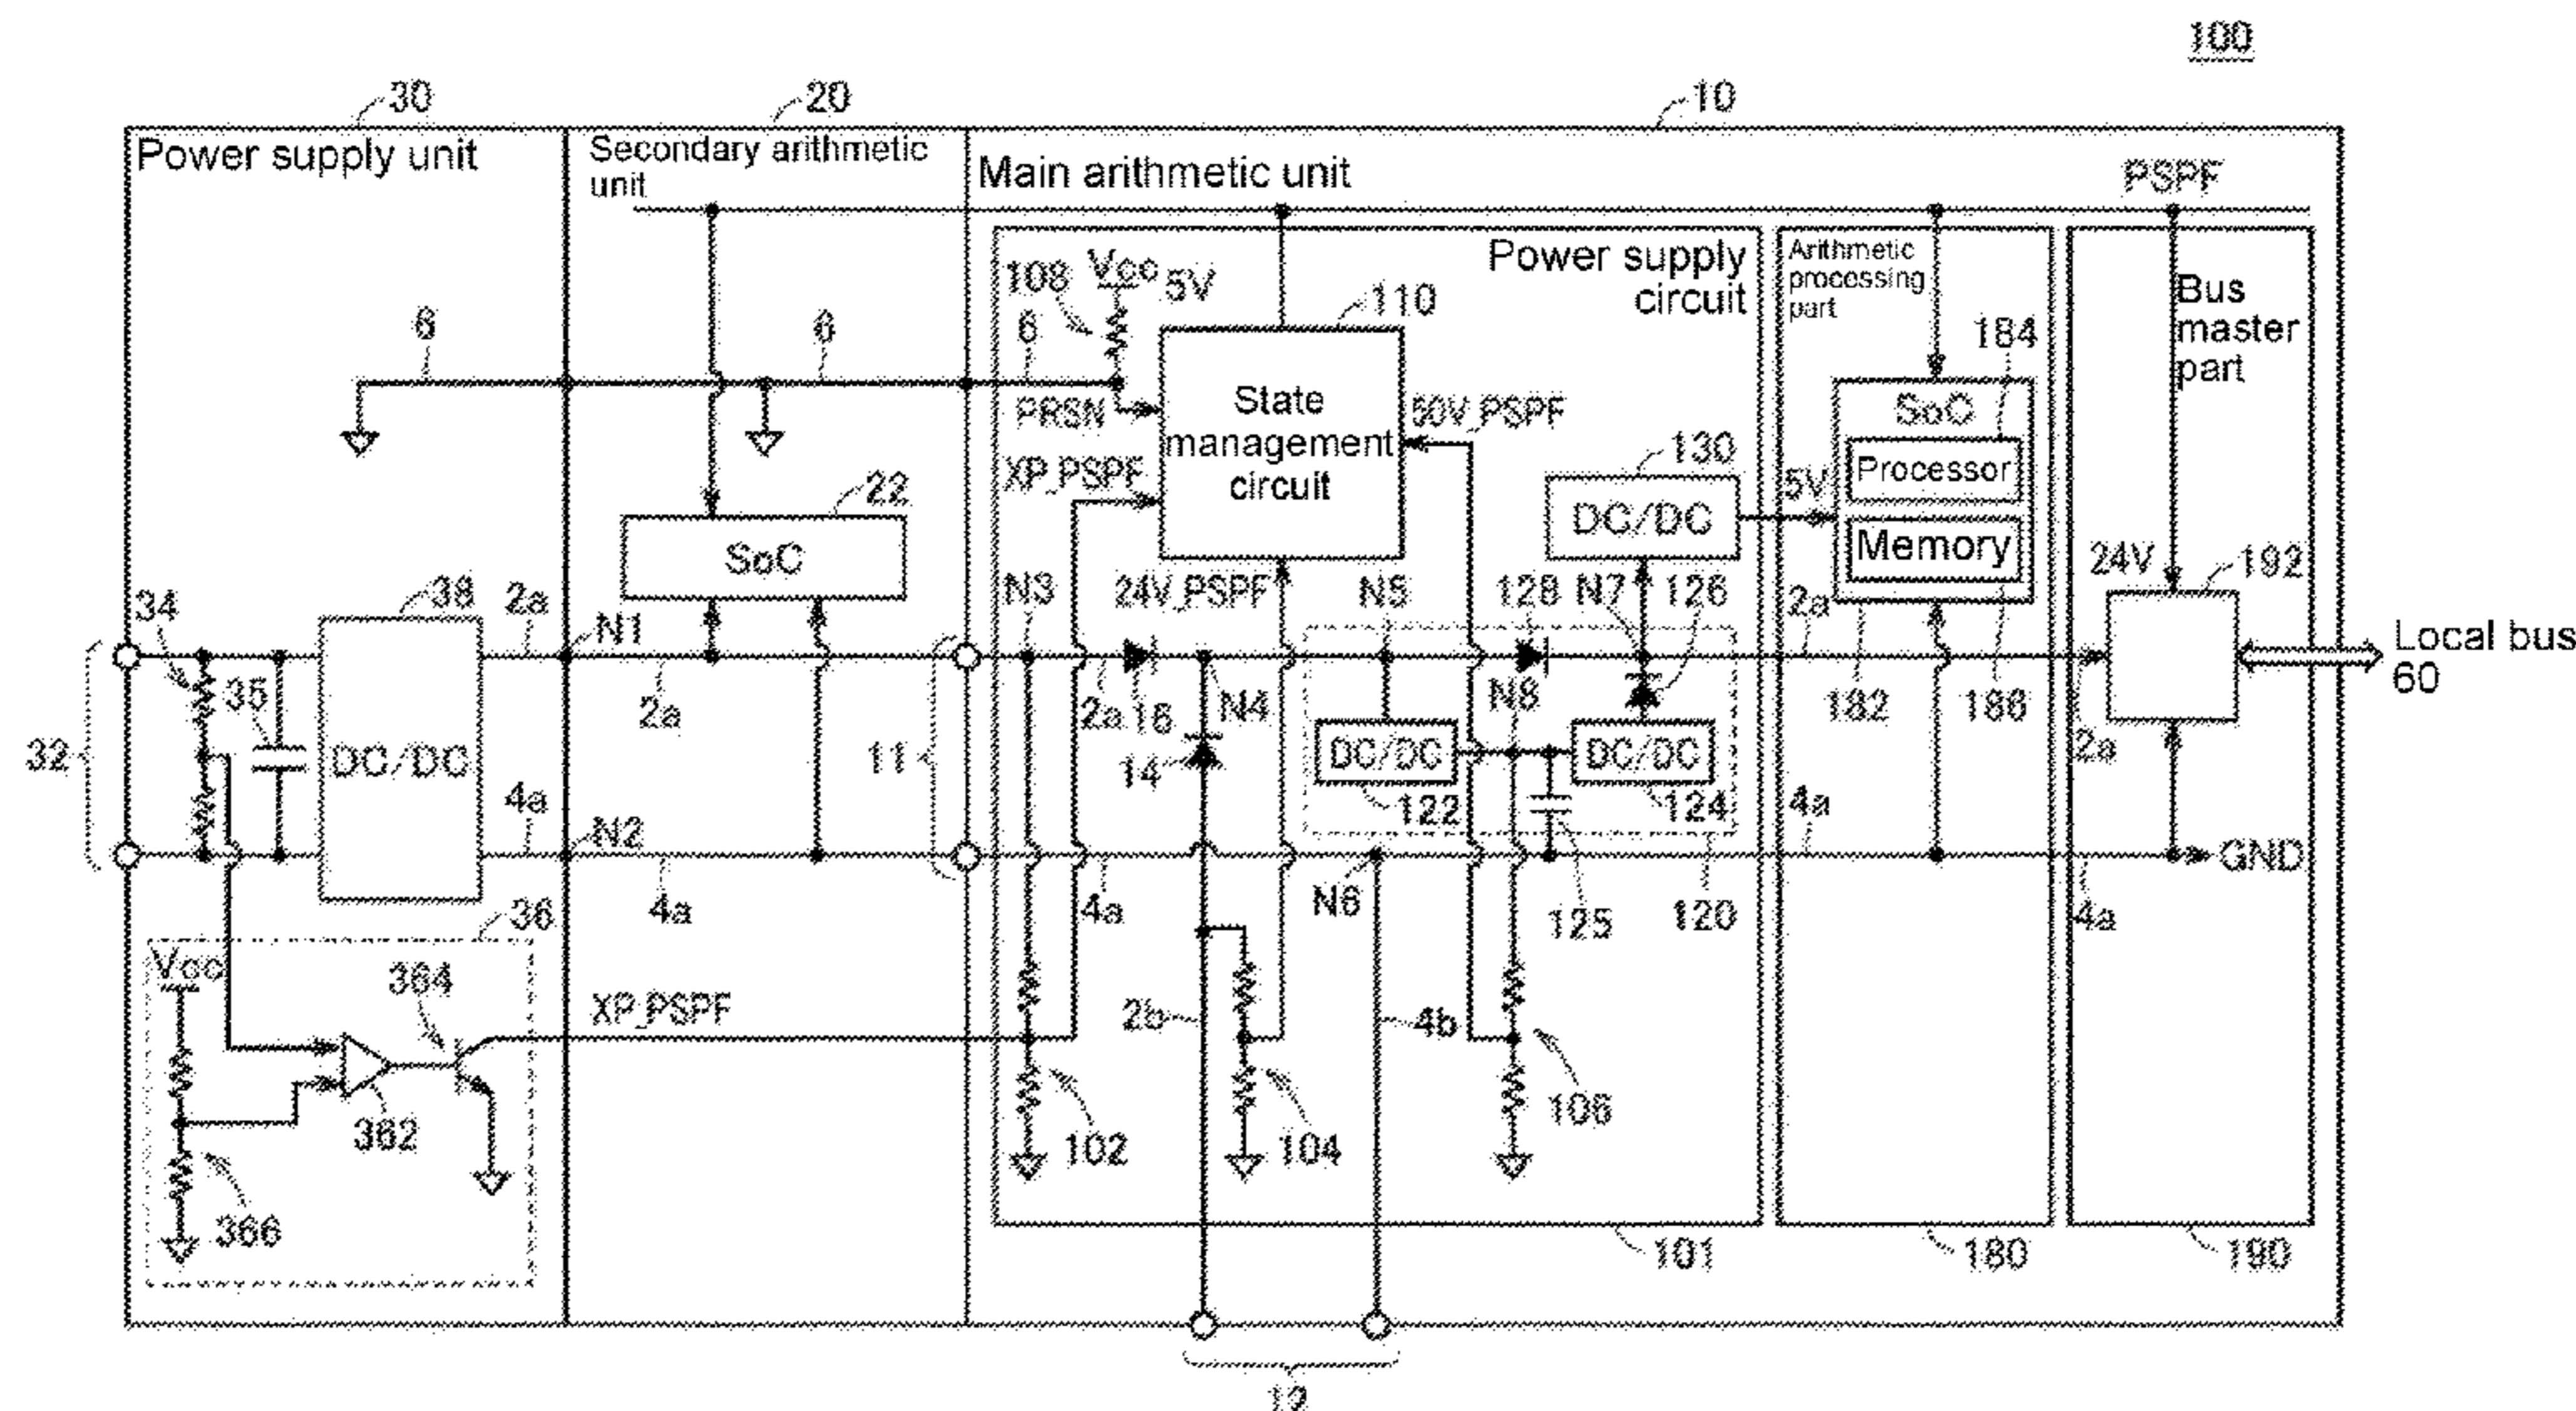 100
30
20
10
Power supply unit
Secondary arithmetic
unit
Main arithmetic unit
PSPF
Power supply
circuit
Arithmetic
processing
part
Bus
master
part
108
Vcc
5V
110
6
6
6
184
PRSN
State
management
circuit
50V_PSPF
SoC
Processor
Memory
XP_PSPF
130
DC/DC
5V
22
SoC
24V
192
34
38
2a
N1
N3
24V_PSPF
N5
128
N7
126
2a
Local bus
60
35
2a
2a
16
N4
N8
182
186
2a
32
DC/DC
11
14
DC/DC
DC/DC
122
124
4a
N2
4a
GND
4a
4a
N6
125
120
4a
36
Vcc
364
XP_PSPF
2b
4b
362
102
104
106
366
101
180
190
12